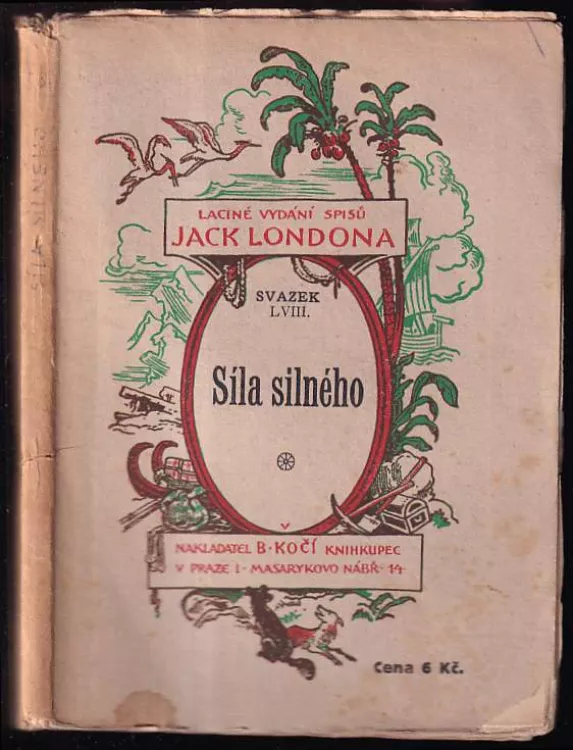 LACINÉ VYDÁNÍ SPISŮ
JACK LONDONA
SVAZEK
LVIII.
Síla silného
NAKLADATEL B·KOČÍ KNIHKUPEC
V PRAZE I· MASARYKOVO NÁBŘ· 14
Cena 6 Kč.
SÍLA SILNÉHO